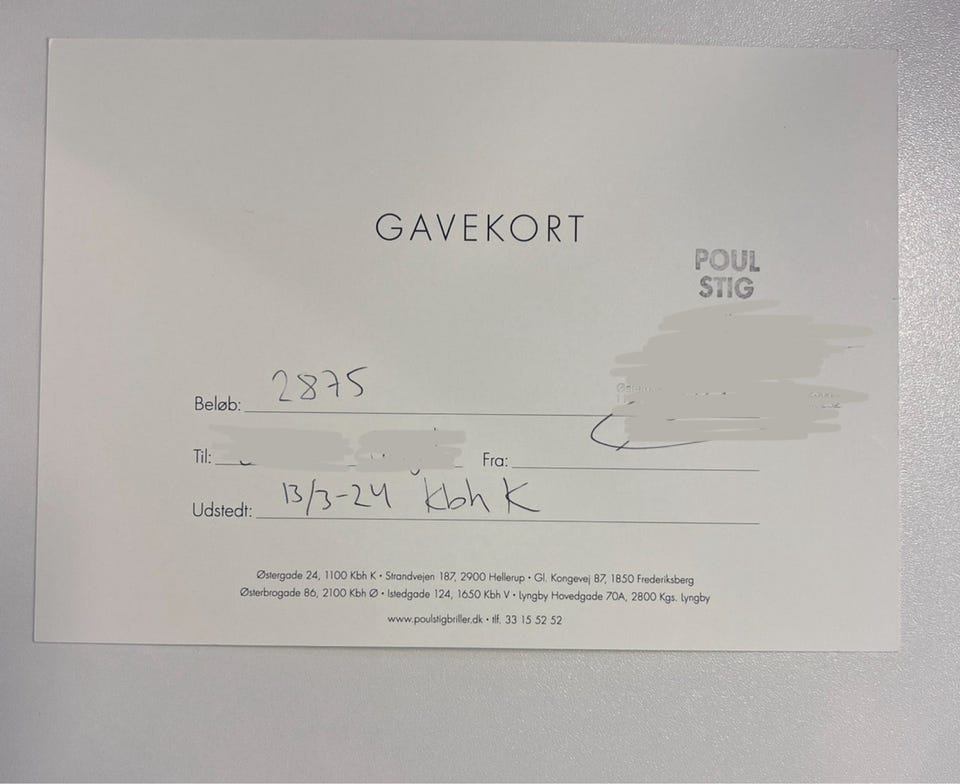 GAVEKORT
POUL
STIG
Beløb: 2875
Til: Fra:
Udstedt: 13/3-24 Kbh K
Østergade 24, 1100 Kbh K • Strandvejen 187, 2900 Hellerup • Gl. Kongevej 87, 1850 Frederiksberg
Østerbrogade 86, 2100 Kbh Ø • Istedgade 124, 1650 Kbh V • Lyngby Hovedgade 70A, 2800 Kgs. Lyngby
www.poulstigbriller.dk • tlf. 33 15 52 52